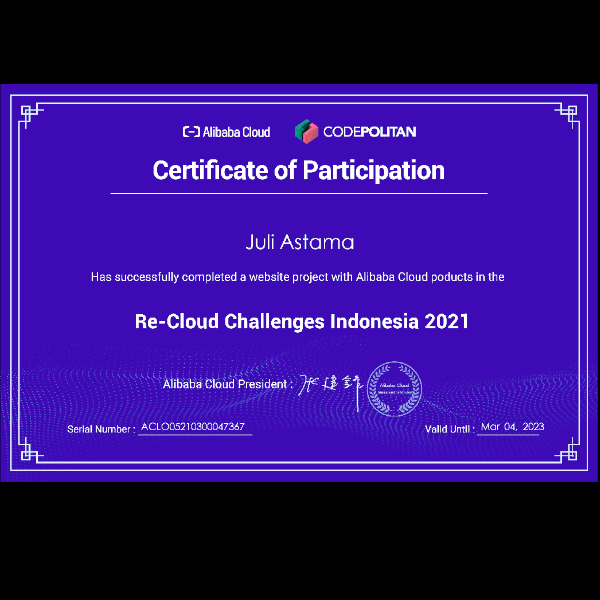 Alibaba Cloud CODEPOLITAN
Certificate of Participation
Juli Astama
Has successfully completed a website project with Alibaba Cloud poducts in the
Re-Cloud Challenges Indonesia 2021
Alibaba Cloud President :
Alibaba Cloud
Serial Number : ACLO05210300047367
Valid Until : Mar 04, 2023